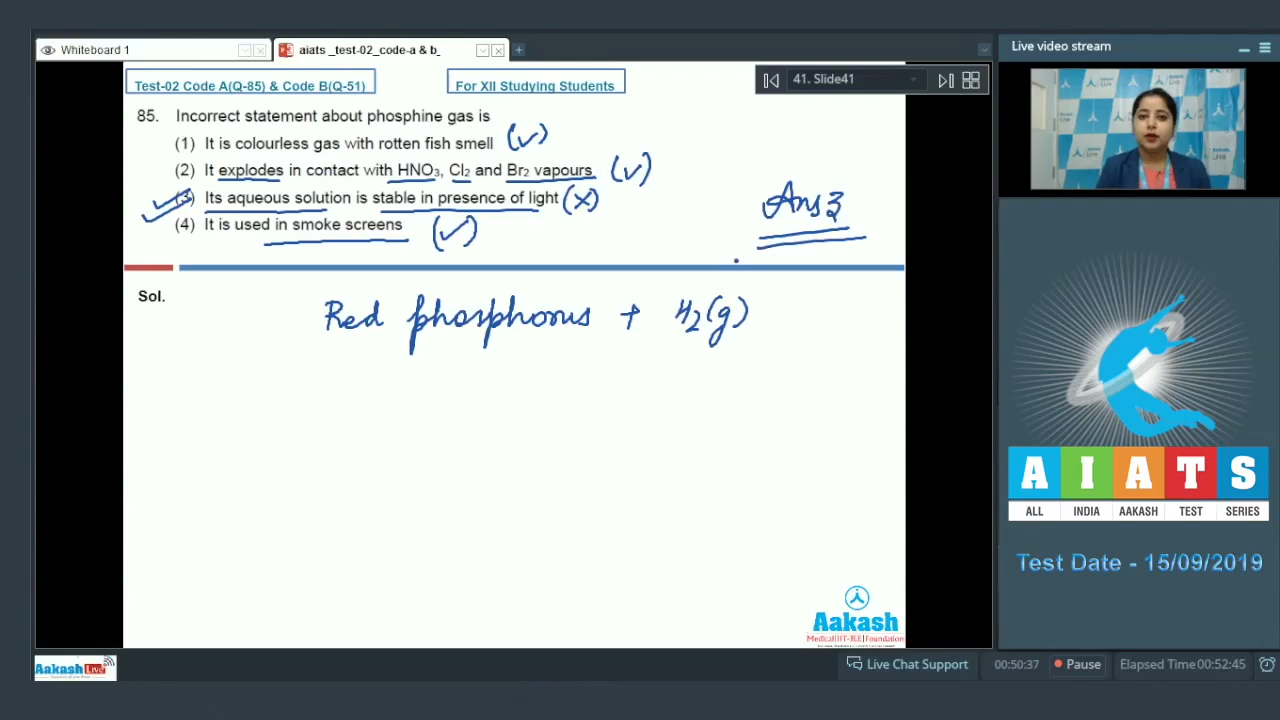 Whiteboard 1
aiats _test-02_code-a & b_
Live video stream
Test-02 Code A(Q-85) & Code B(Q-51)
For XII Studying Students
41. Slide41
85. Incorrect statement about phosphine gas is
(1) It is colourless gas with rotten fish smell (✓)
(2) It explodes in contact with HNO3, Cl2 and Br2 vapours (✓)
(3) Its aqueous solution is stable in presence of light (×)
(4) It is used in smoke screens (✓)
Ans 3
Sol.
Red phosphorus + H2(g)
A I A T S
ALL INDIA AAKASH TEST SERIES
Test Date - 15/09/2019
Aakash
Medical|IIT-JEE|Foundation
Aakash Live
Live Chat Support
00:50:37
Pause
Elapsed Time 00:52:45